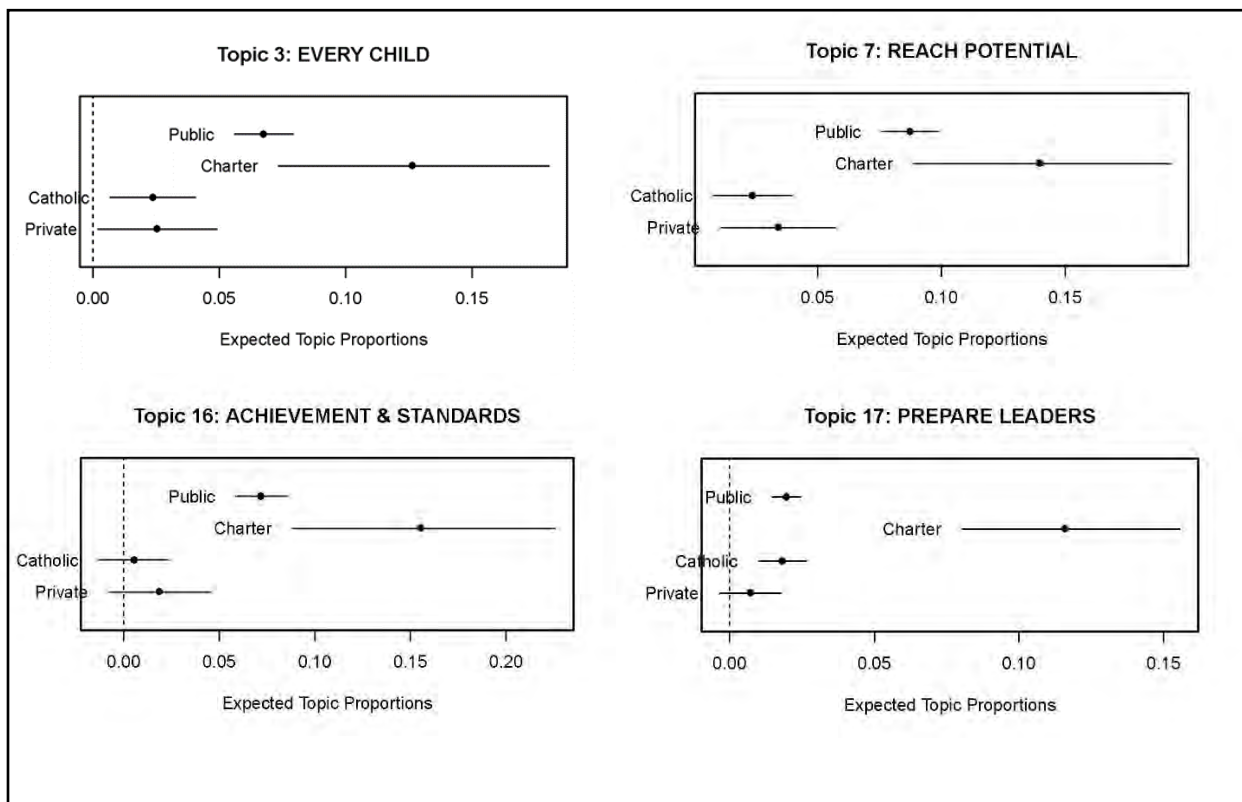 Topic 3: EVERY CHILD
Public
Charter
Catholic
Private
0.00 0.05 0.10 0.15
Expected Topic Proportions
Topic 7: REACH POTENTIAL
Public
Charter
Catholic
Private
0.05 0.10 0.15
Expected Topic Proportions
Topic 16: ACHIEVEMENT & STANDARDS
Public
Charter
Catholic
Private
0.00 0.05 0.10 0.15 0.20
Expected Topic Proportions
Topic 17: PREPARE LEADERS
Public
Charter
Catholic
Private
0.00 0.05 0.10 0.15
Expected Topic Proportions